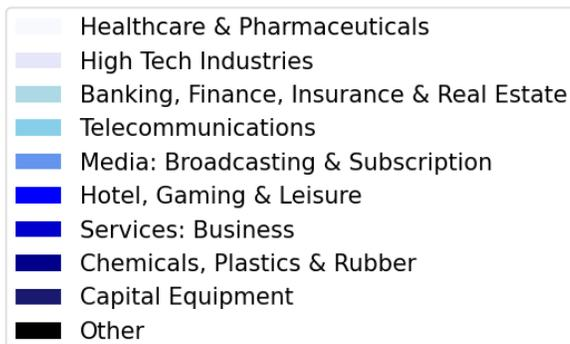 Healthcare & Pharmaceuticals
High Tech Industries
Banking, Finance, Insurance & Real Estate
Telecommunications
Media: Broadcasting & Subscription
Hotel, Gaming & Leisure
Services: Business
Chemicals, Plastics & Rubber
Capital Equipment
Other